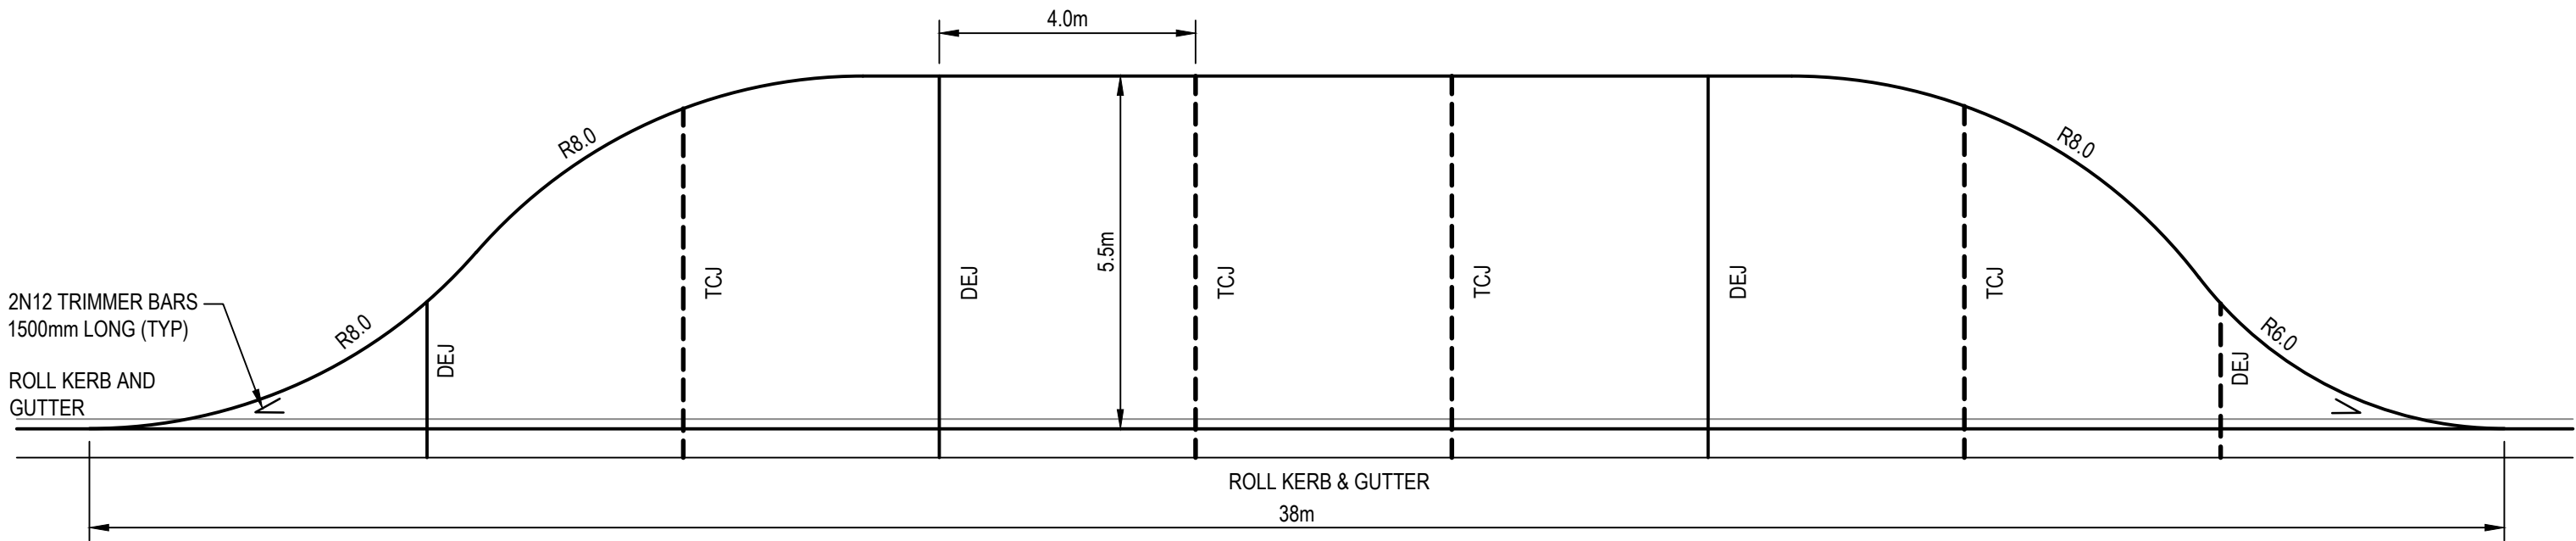 4.0m
R8.0
R8.0
TCJ
DEJ
5.5m
TCJ
TCJ
DEJ
TCJ
2N12 TRIMMER BARS
1500mm LONG (TYP)
R8.0
R6.0
DEJ
DEJ
ROLL KERB AND
GUTTER
ROLL KERB & GUTTER
38m